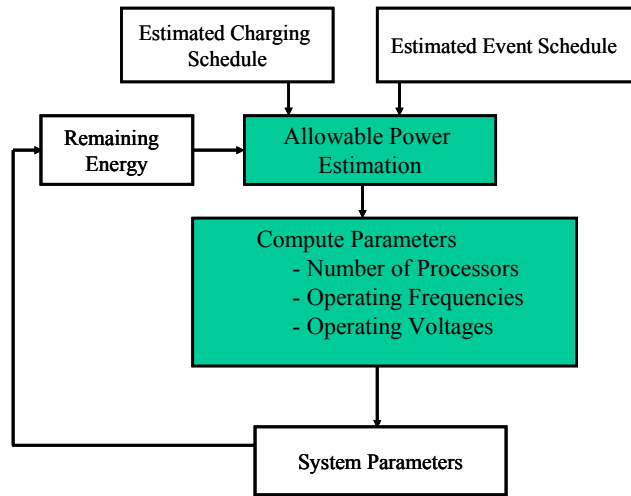 Estimated Charging
Schedule
Estimated Event Schedule
Remaining
Energy
Allowable Power
Estimation
Compute Parameters
- Number of Processors
- Operating Frequencies
- Operating Voltages
System Parameters